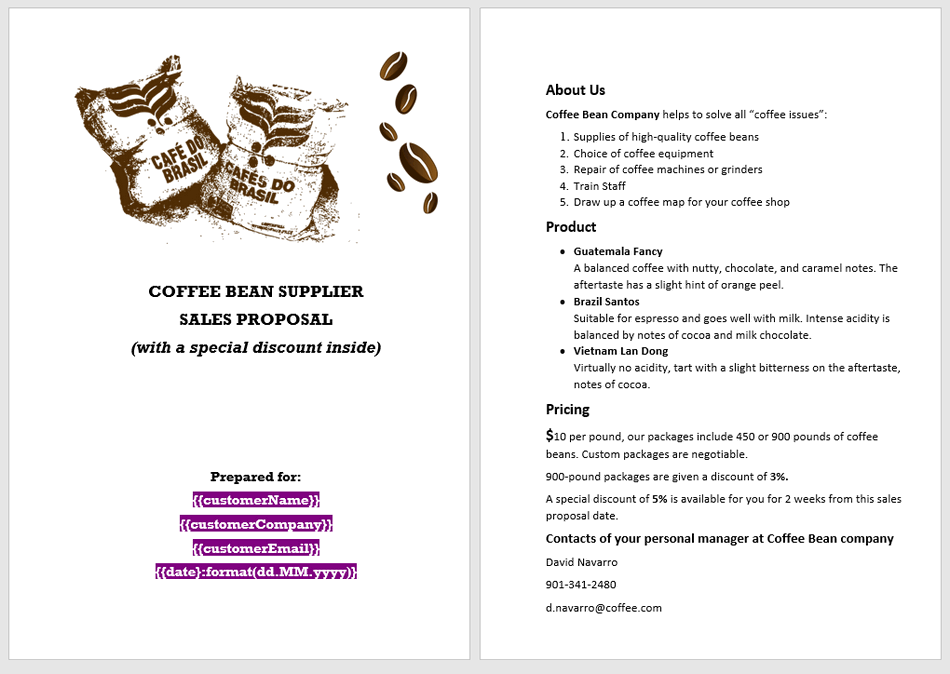 CAFÉ DO
BRASIL
CAFÉS DO
BRASIL
COFFEE BEAN SUPPLIER
SALES PROPOSAL
(with a special discount inside)
Prepared for:
{{customerName}}
{{customerCompany}}
{{customerEmail}}
{{date}:format(dd.MM.yyyy)}
About Us
Coffee Bean Company helps to solve all “coffee issues”:
1. Supplies of high-quality coffee beans
2. Choice of coffee equipment
3. Repair of coffee machines or grinders
4. Train Staff
5. Draw up a coffee map for your coffee shop
Product
• Guatemala Fancy
A balanced coffee with nutty, chocolate, and caramel notes. The
aftertaste has a slight hint of orange peel.
• Brazil Santos
Suitable for espresso and goes well with milk. Intense acidity is
balanced by notes of cocoa and milk chocolate.
• Vietnam Lan Dong
Virtually no acidity, tart with a slight bitterness on the aftertaste,
notes of cocoa.
Pricing
$10 per pound, our packages include 450 or 900 pounds of coffee
beans. Custom packages are negotiable.
900-pound packages are given a discount of 3%.
A special discount of 5% is available for you for 2 weeks from this sales
proposal date.
Contacts of your personal manager at Coffee Bean company
David Navarro
901-341-2480
d.navarro@coffee.com